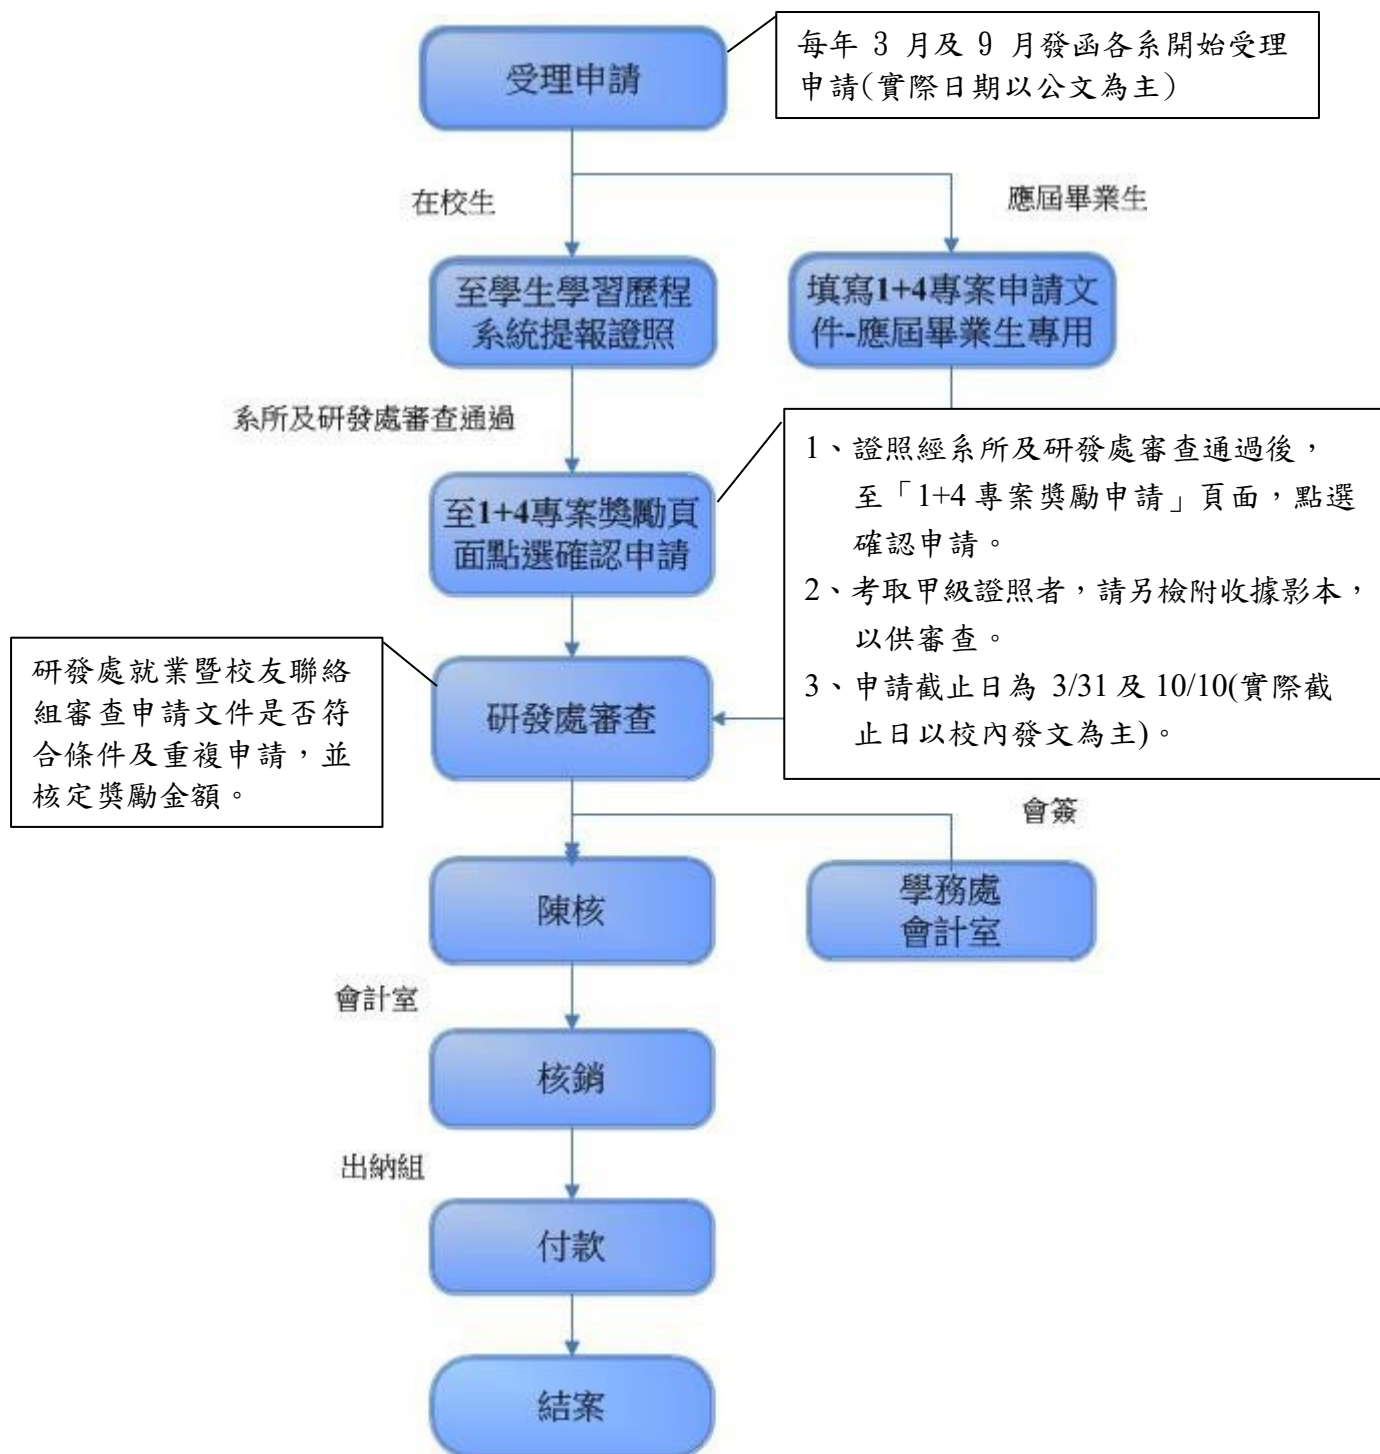 受理申請
每年 3 月及 9 月發函各系開始受理
申請(實際日期以公文為主)
在校生
應屆畢業生
至學生學習歷程
系統提報證照
填寫1+4專案申請文
件-應屆畢業生專用
系所及研發處審查通過
至1+4專案獎勵頁
面點選確認申請
1、證照經系所及研發處審查通過後，
至「1+4 專案獎勵申請」頁面，點選
確認申請。
2、考取甲級證照者，請另檢附收據影本，
以供審查。
3、申請截止日為 3/31 及 10/10(實際截
止日以校內發文為主)。
研發處就業暨校友聯絡
組審查申請文件是否符
合條件及重複申請，並
核定獎勵金額。
研發處審查
會簽
陳核
學務處
會計室
會計室
核銷
出納組
付款
結案